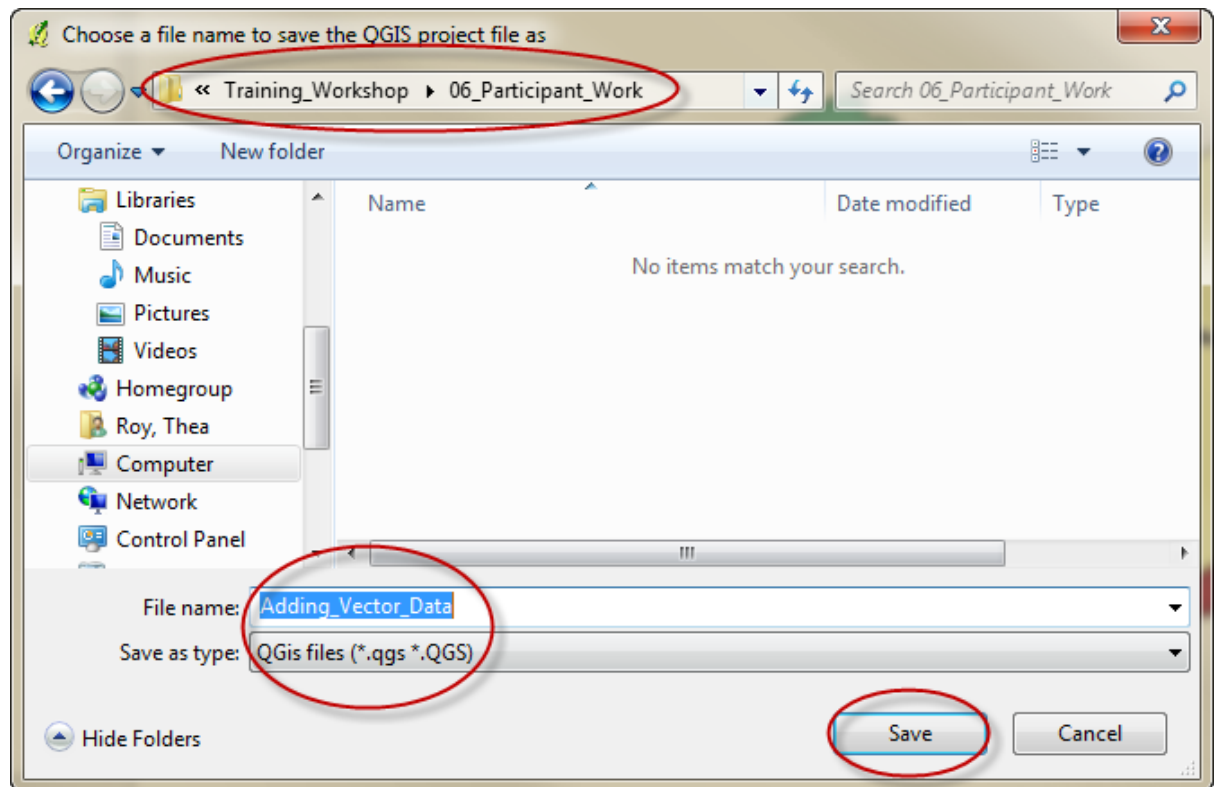 Choose a file name to save the QGIS project file as
« Training_Workshop ▸ 06_Participant_Work
Search 06_Participant_Work
Organize ▾ New folder
Name Date modified Type
No items match your search.
Libraries
Documents
Music
Pictures
Videos
Homegroup
Roy, Thea
Computer
Network
Control Panel
File name: Adding_Vector_Data
Save as type: QGis files (*.qgs *.QGS)
Hide Folders Save Cancel